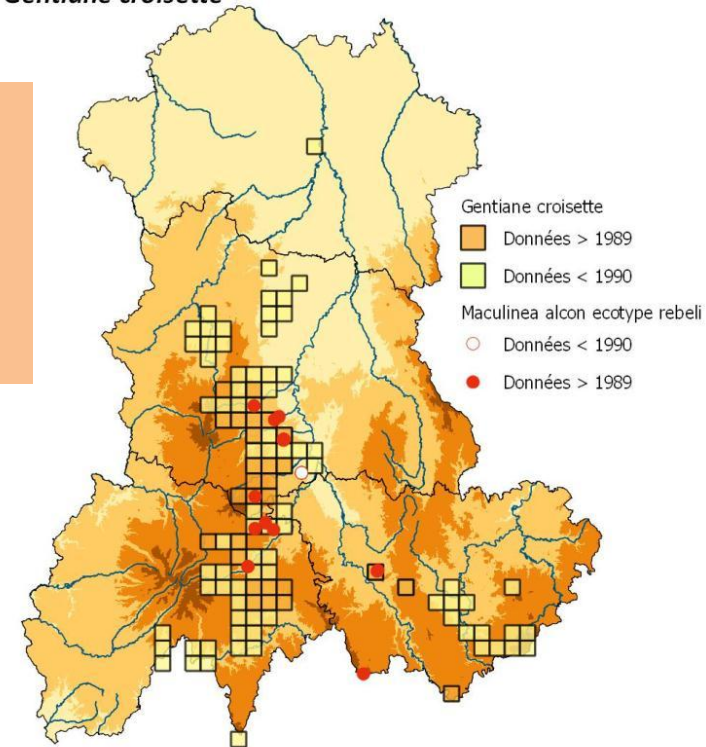 Gentiane croisette
Gentiane croisette
Données > 1989
Données < 1990
Maculinea alcon ecotype rebeli
Données < 1990
Données > 1989